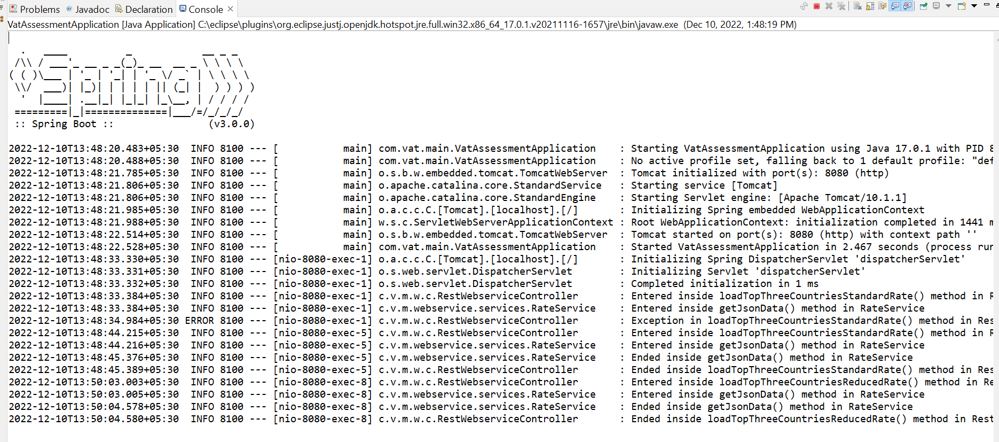 Problems @ Javadoc Declaration Console
VatAssessmentApplication [Java Application] C:\eclipse\plugins\org.eclipse.justj.openjdk.hotspot.jre.full.win32.x86_64_17.0.1.v20211116-1657\jre\bin\javaw.exe (Dec 10, 2022, 1:48:19 PM)
  .   ____          _            __ _ _
 /\\ / ___'_ __ _ _(_)_ __  __ _ \ \ \ \
( ( )\___ | '_ | '_| | '_ \/ _` | \ \ \ \
 \\/  ___)| |_)| | | | | || (_| |  ) ) ) )
  '  |____| .__|_| |_|_| |_\__, | / / / /
 =========|_|==============|___/=/_/_/_/
 :: Spring Boot ::                (v3.0.0)
2022-12-10T13:48:20.483+05:30  INFO 8100 --- [           main] com.vat.main.VatAssessmentApplication    : Starting VatAssessmentApplication using Java 17.0.1 with PID 8
2022-12-10T13:48:20.488+05:30  INFO 8100 --- [           main] com.vat.main.VatAssessmentApplication    : No active profile set, falling back to 1 default profile: "def
2022-12-10T13:48:21.785+05:30  INFO 8100 --- [           main] o.s.b.w.embedded.tomcat.TomcatWebServer  : Tomcat initialized with port(s): 8080 (http)
2022-12-10T13:48:21.806+05:30  INFO 8100 --- [           main] o.apache.catalina.core.StandardService   : Starting service [Tomcat]
2022-12-10T13:48:21.806+05:30  INFO 8100 --- [           main] o.apache.catalina.core.StandardEngine    : Starting Servlet engine: [Apache Tomcat/10.1.1]
2022-12-10T13:48:21.985+05:30  INFO 8100 --- [           main] o.a.c.c.C.[Tomcat].[localhost].[/]       : Initializing Spring embedded WebApplicationContext
2022-12-10T13:48:21.988+05:30  INFO 8100 --- [           main] w.s.c.ServletWebServerApplicationContext : Root WebApplicationContext: initialization completed in 1441 m
2022-12-10T13:48:22.514+05:30  INFO 8100 --- [           main] o.s.b.w.embedded.tomcat.TomcatWebServer  : Tomcat started on port(s): 8080 (http) with context path ''
2022-12-10T13:48:22.528+05:30  INFO 8100 --- [           main] com.vat.main.VatAssessmentApplication    : Started VatAssessmentApplication in 2.467 seconds (process run
2022-12-10T13:48:33.330+05:30  INFO 8100 --- [nio-8080-exec-1] o.a.c.c.C.[Tomcat].[localhost].[/]       : Initializing Spring DispatcherServlet 'dispatcherServlet'
2022-12-10T13:48:33.331+05:30  INFO 8100 --- [nio-8080-exec-1] o.s.web.servlet.DispatcherServlet        : Initializing Servlet 'dispatcherServlet'
2022-12-10T13:48:33.332+05:30  INFO 8100 --- [nio-8080-exec-1] o.s.web.servlet.DispatcherServlet        : Completed initialization in 1 ms
2022-12-10T13:48:33.384+05:30  INFO 8100 --- [nio-8080-exec-1] c.v.m.w.c.RestWebserviceController       : Entered inside loadTopThreeCountriesStandardRate() method in R
2022-12-10T13:48:33.384+05:30  INFO 8100 --- [nio-8080-exec-1] c.v.m.webservice.services.RateService    : Entered inside getJsonData() method in RateService
2022-12-10T13:48:34.984+05:30 ERROR 8100 --- [nio-8080-exec-1] c.v.m.w.c.RestWebserviceController       : Exception in loadTopThreeCountriesStandardRate() method in Res
2022-12-10T13:48:44.215+05:30  INFO 8100 --- [nio-8080-exec-5] c.v.m.w.c.RestWebserviceController       : Entered inside loadTopThreeCountriesStandardRate() method in R
2022-12-10T13:48:44.216+05:30  INFO 8100 --- [nio-8080-exec-5] c.v.m.webservice.services.RateService    : Entered inside getJsonData() method in RateService
2022-12-10T13:48:45.376+05:30  INFO 8100 --- [nio-8080-exec-5] c.v.m.webservice.services.RateService    : Ended inside getJsonData() method in RateService
2022-12-10T13:48:45.389+05:30  INFO 8100 --- [nio-8080-exec-5] c.v.m.w.c.RestWebserviceController       : Ended inside loadTopThreeCountriesStandardRate() method in Res
2022-12-10T13:50:03.003+05:30  INFO 8100 --- [nio-8080-exec-8] c.v.m.w.c.RestWebserviceController       : Entered inside loadTopThreeCountriesReducedRate() method in Re
2022-12-10T13:50:03.005+05:30  INFO 8100 --- [nio-8080-exec-8] c.v.m.webservice.services.RateService    : Entered inside getJsonData() method in RateService
2022-12-10T13:50:04.578+05:30  INFO 8100 --- [nio-8080-exec-8] c.v.m.webservice.services.RateService    : Ended inside getJsonData() method in RateService
2022-12-10T13:50:04.580+05:30  INFO 8100 --- [nio-8080-exec-8] c.v.m.w.c.RestWebserviceController       : Ended inside loadTopThreeCountriesReducedRate() method in Rest